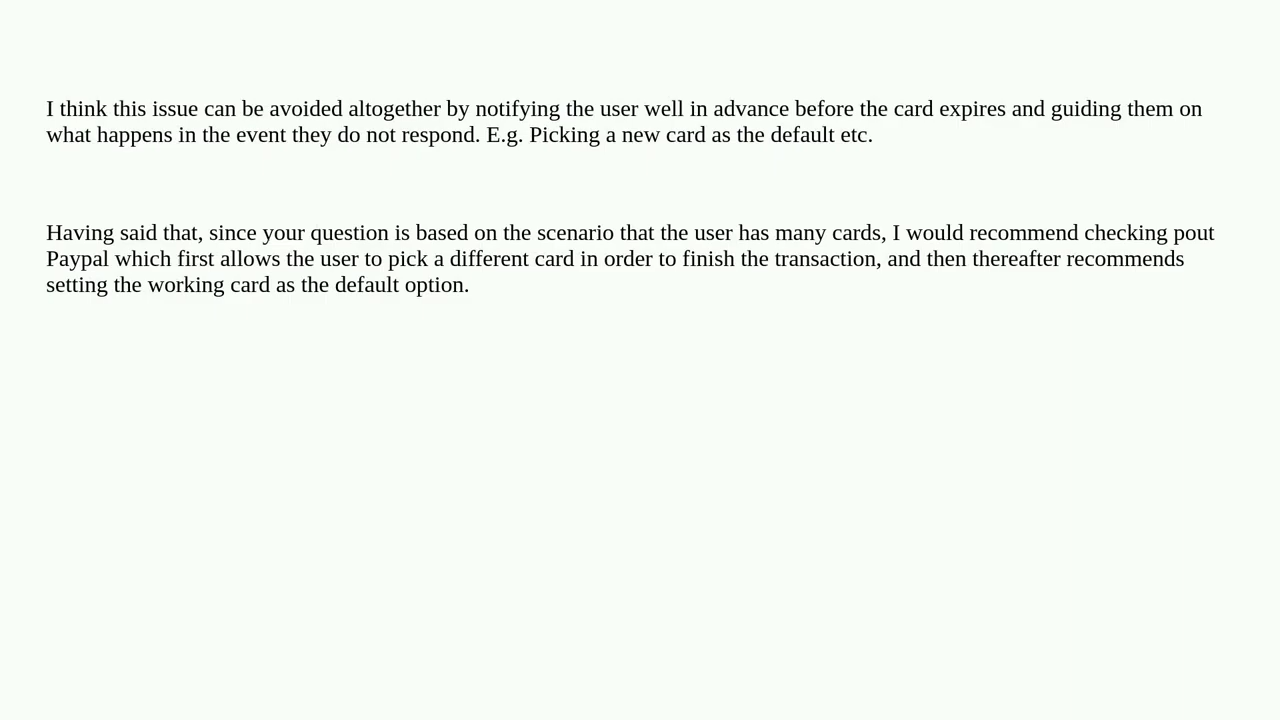 I think this issue can be avoided altogether by notifying the user well in advance before the card expires and guiding them on
what happens in the event they do not respond. E.g. Picking a new card as the default etc.
Having said that, since your question is based on the scenario that the user has many cards, I would recommend checking pout
Paypal which first allows the user to pick a different card in order to finish the transaction, and then thereafter recommends
setting the working card as the default option.